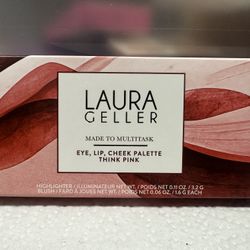 LAURA
GELLER
MADE TO MULTITASK
EYE, LIP, CHEEK PALETTE
THINK PINK
HIGHLIGHTER / ILLUMINATEUR NET WT. / POIDS NET 0.11 OZ / 3.2 g
BLUSH / FARD À JOUES NET WT. / POIDS NET 0.06 OZ / 1.6 g EACH